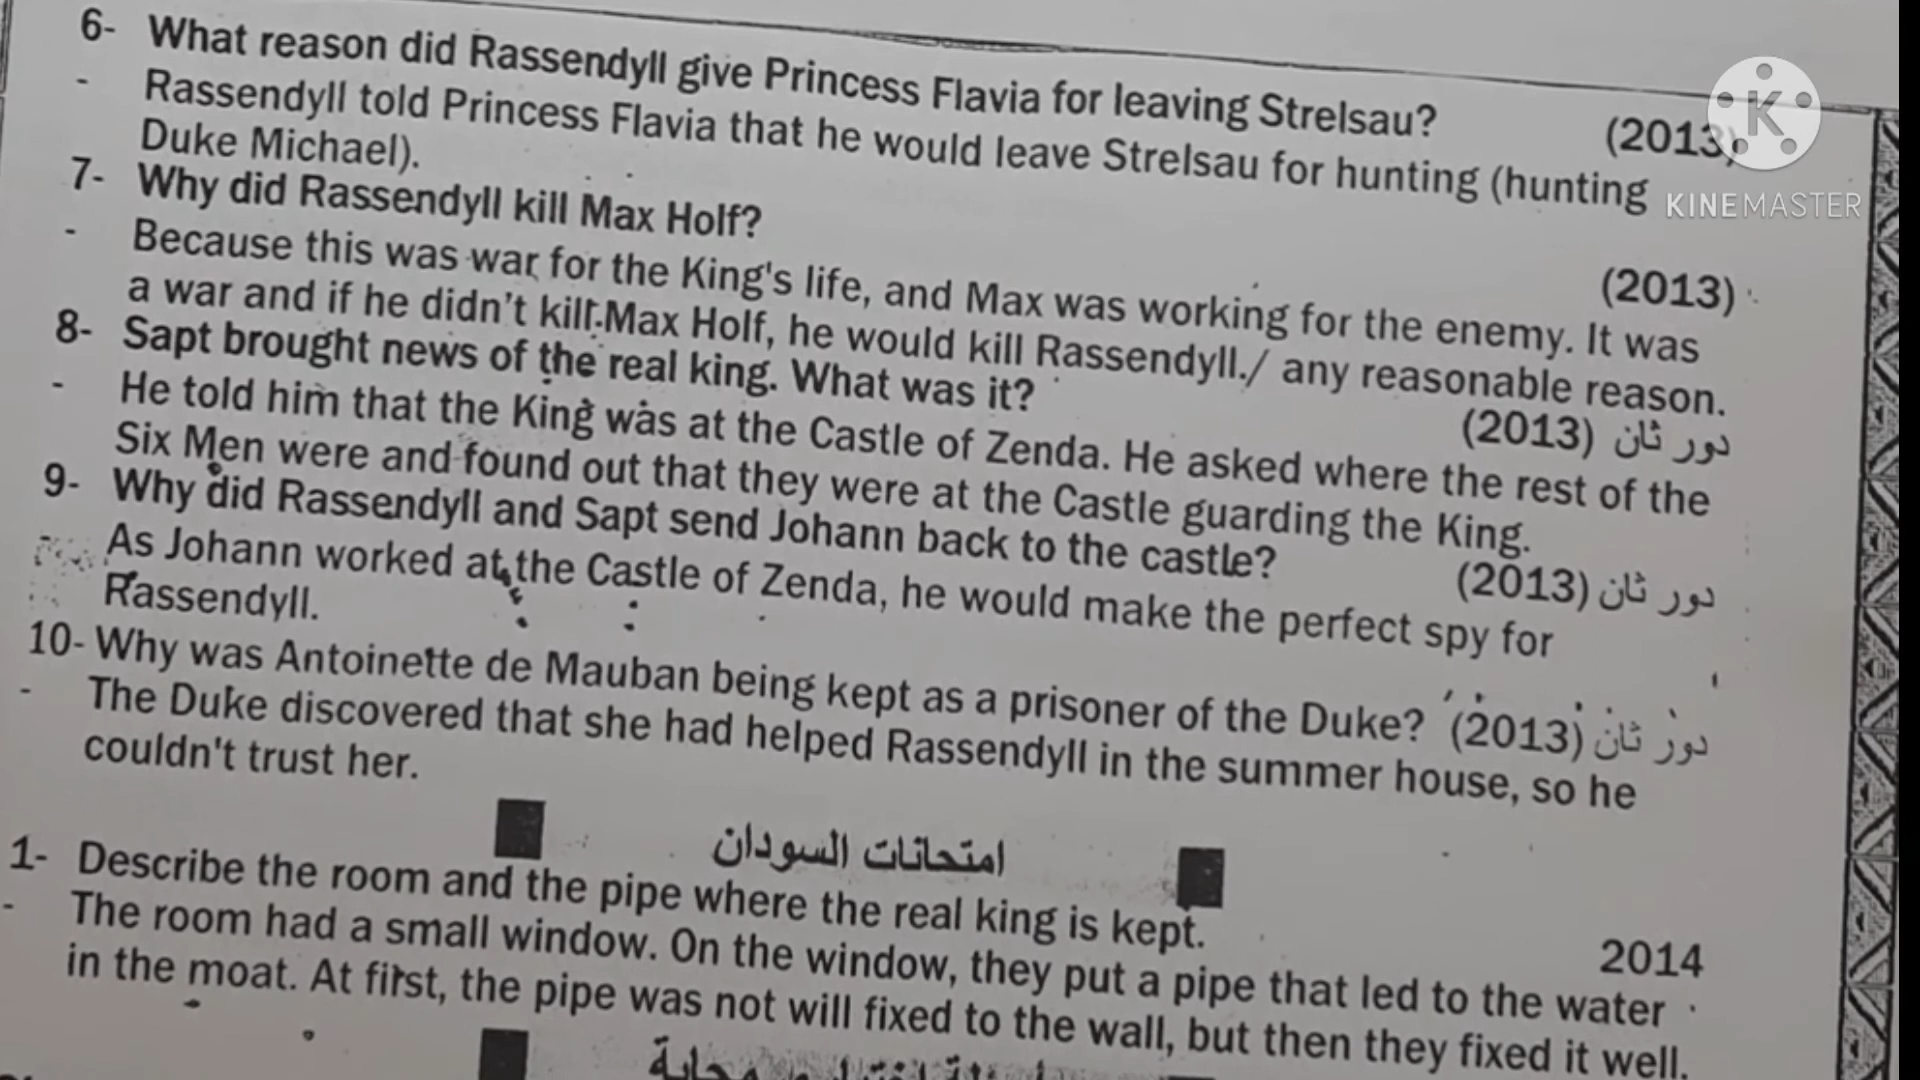 6- What reason did Rassendyll give Princess Flavia for leaving Strelsau? (2013)
- Rassendyll told Princess Flavia that he would leave Strelsau for hunting (hunting
Duke Michael).
7- Why did Rassendyll kill Max Holf? (2013)
- Because this was war for the King's life, and Max was working for the enemy. It was
a war and if he didn't kill Max Holf, he would kill Rassendyll./ any reasonable reason.
8- Sapt brought news of the real king. What was it? (2013) دور ثان
- He told him that the King was at the Castle of Zenda. He asked where the rest of the
Six Men were and found out that they were at the Castle guarding the King.
9- Why did Rassendyll and Sapt send Johann back to the castle? (2013) دور ثان
- As Johann worked at the Castle of Zenda, he would make the perfect spy for
Rassendyll.
10- Why was Antoinette de Mauban being kept as a prisoner of the Duke? (2013) دور ثان
- The Duke discovered that she had helped Rassendyll in the summer house, so he
couldn't trust her.
امتحانات السودان
1- Describe the room and the pipe where the real king is kept. 2014
- The room had a small window. On the window, they put a pipe that led to the water
in the moat. At first, the pipe was not will fixed to the wall, but then they fixed it well.
K
KINEMASTER